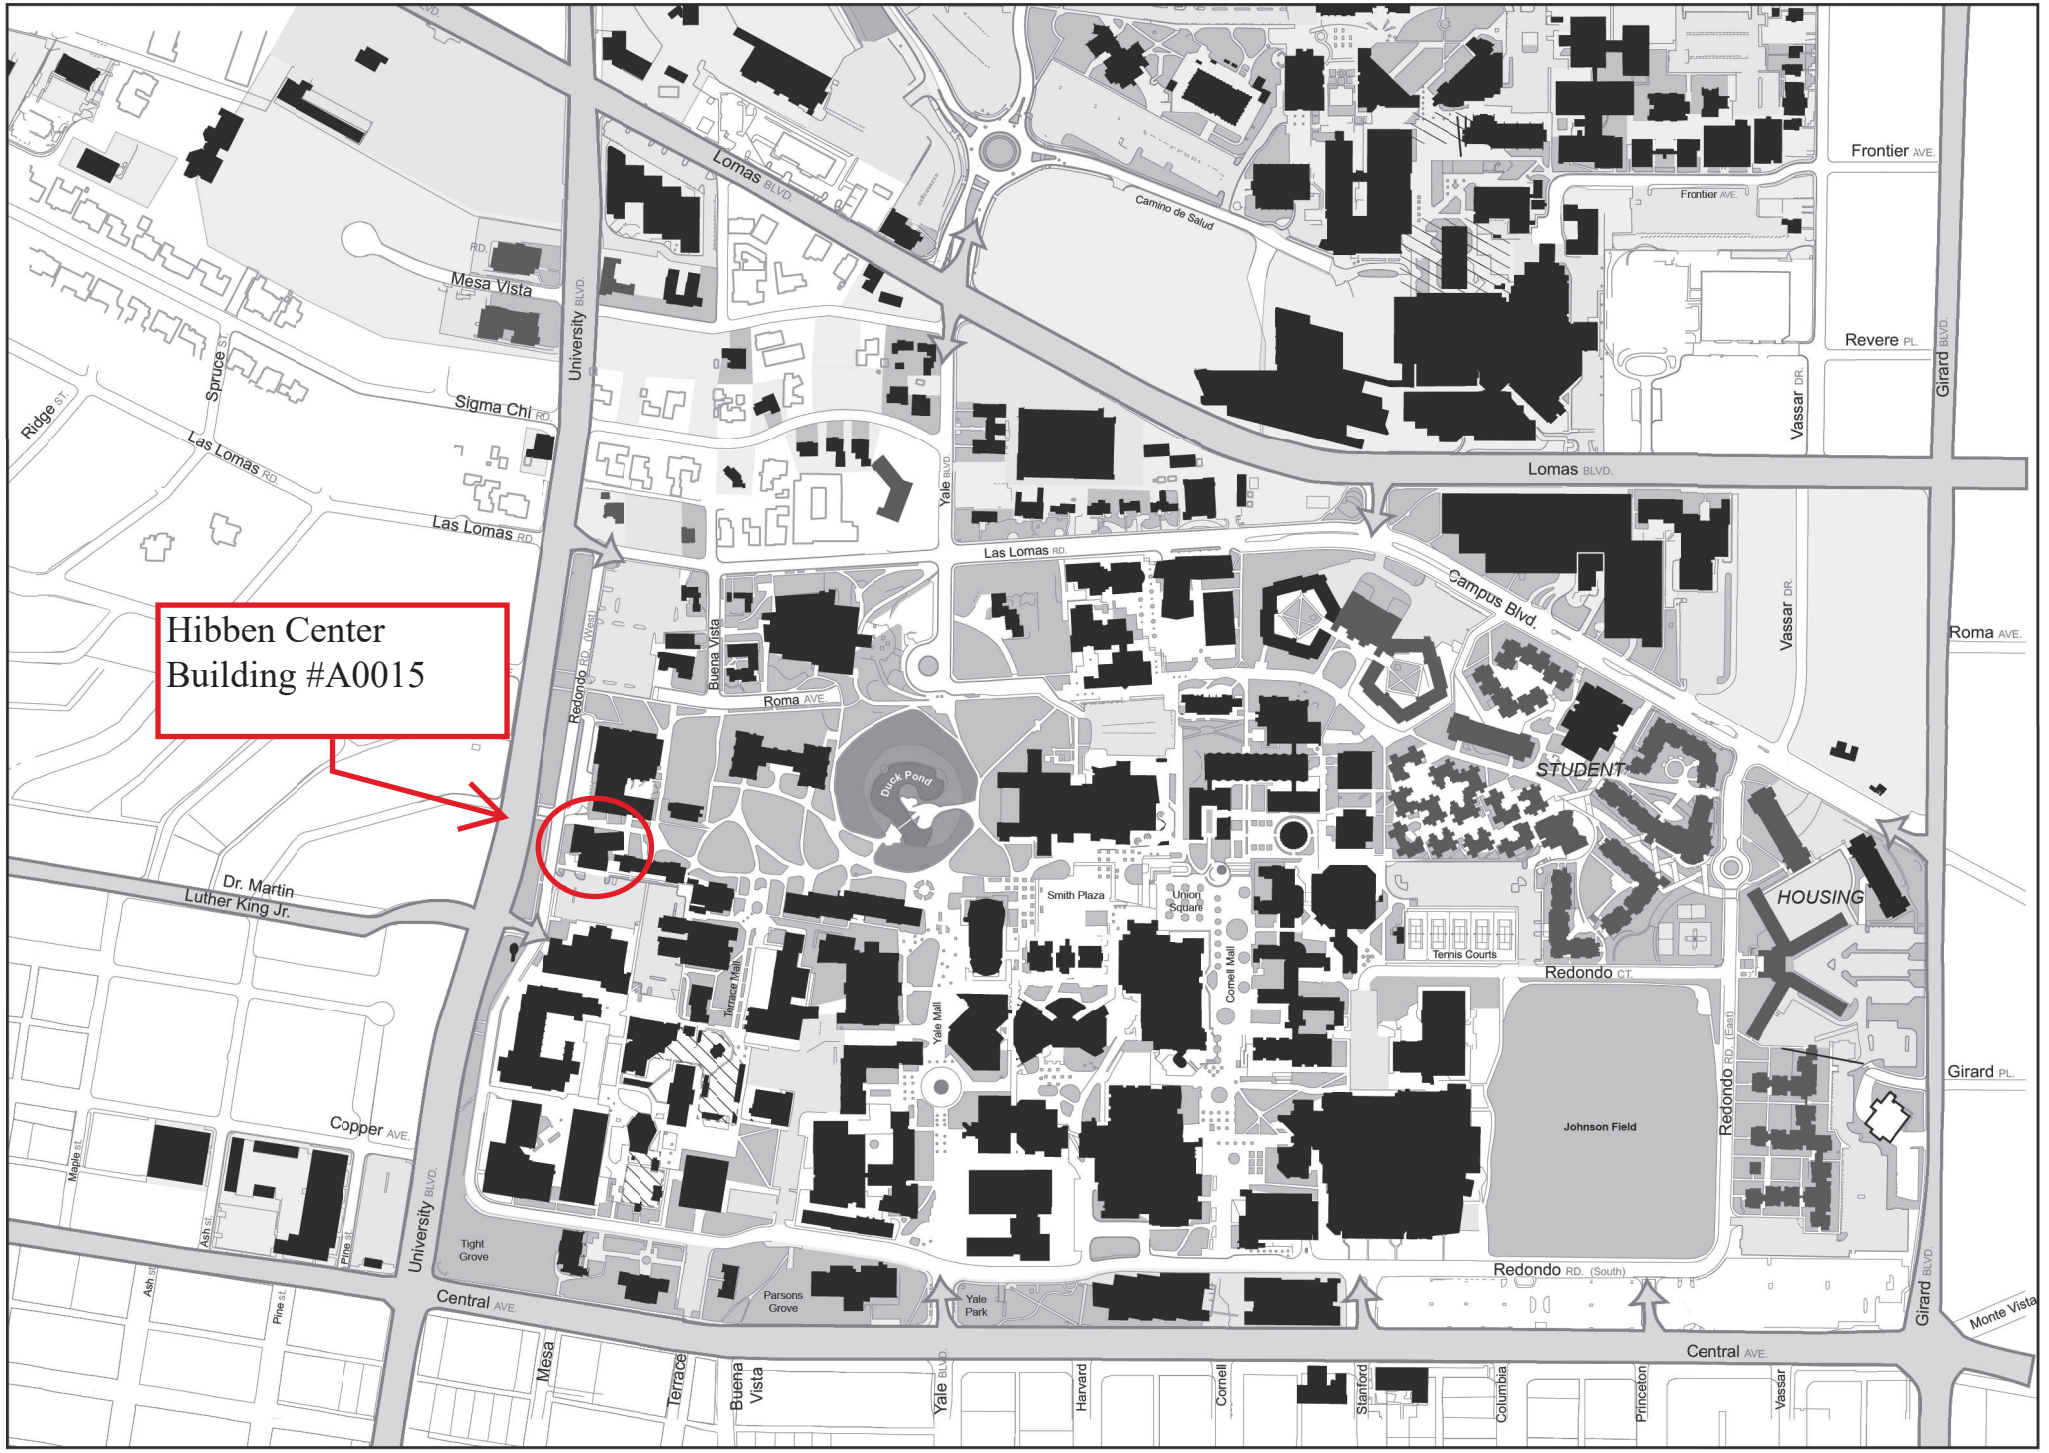 BLVD.
BLVD.
Lomas BLVD.
Camino de Salud
Frontier AVE.
Frontier AVE.
RD.
Mesa Vista
University BLVD.
Revere PL.
Girard BLVD.
Spruce ST.
Ridge ST.
Sigma Chi RD.
Vassar DR.
Las Lomas RD.
Lomas BLVD.
Yale BLVD.
Las Lomas RD.
Las Lomas RD.
Campus Blvd.
Vassar DR.
Hibben Center
Building #A0015
Redondo RD. (West)
Buena Vista
Roma AVE.
Roma AVE.
Duck Pond
STUDENT
Dr. Martin
Luther King Jr.
Smith Plaza
Union
Square
HOUSING
Tennis Courts
Redondo CT.
Terrace Mall
Yale Mall
Cornell Mall
Redondo RD. (East)
Girard PL.
Copper AVE.
Johnson Field
Maple st.
Ash st.
Pine st.
University BLVD.
Tight
Grove
Redondo RD. (South)
Girard BLVD.
Ash st.
Pine st.
Central AVE.
Parsons
Grove
Yale
Park
Monte Vista
Central AVE.
Mesa
Terrace
Buena
Vista
Yale BLVD.
Harvard
Cornell
Stanford
Columbia
Princeton
Vassar